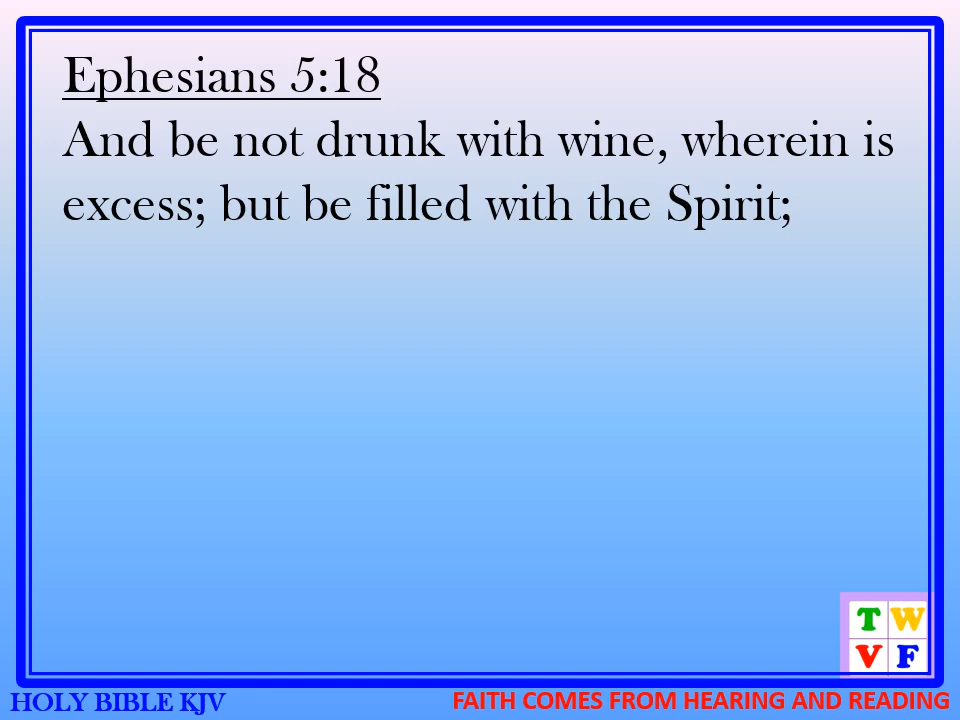 Ephesians 5:18
And be not drunk with wine, wherein is
excess; but be filled with the Spirit;
T W
V F
HOLY BIBLE KJV
FAITH COMES FROM HEARING AND READING